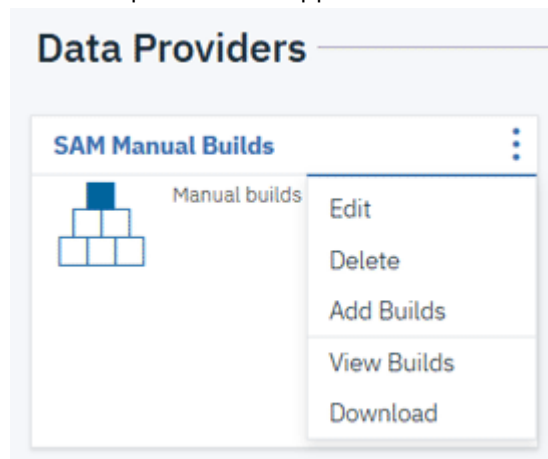 Data Providers
SAM Manual Builds
Manual builds
Edit
Delete
Add Builds
View Builds
Download